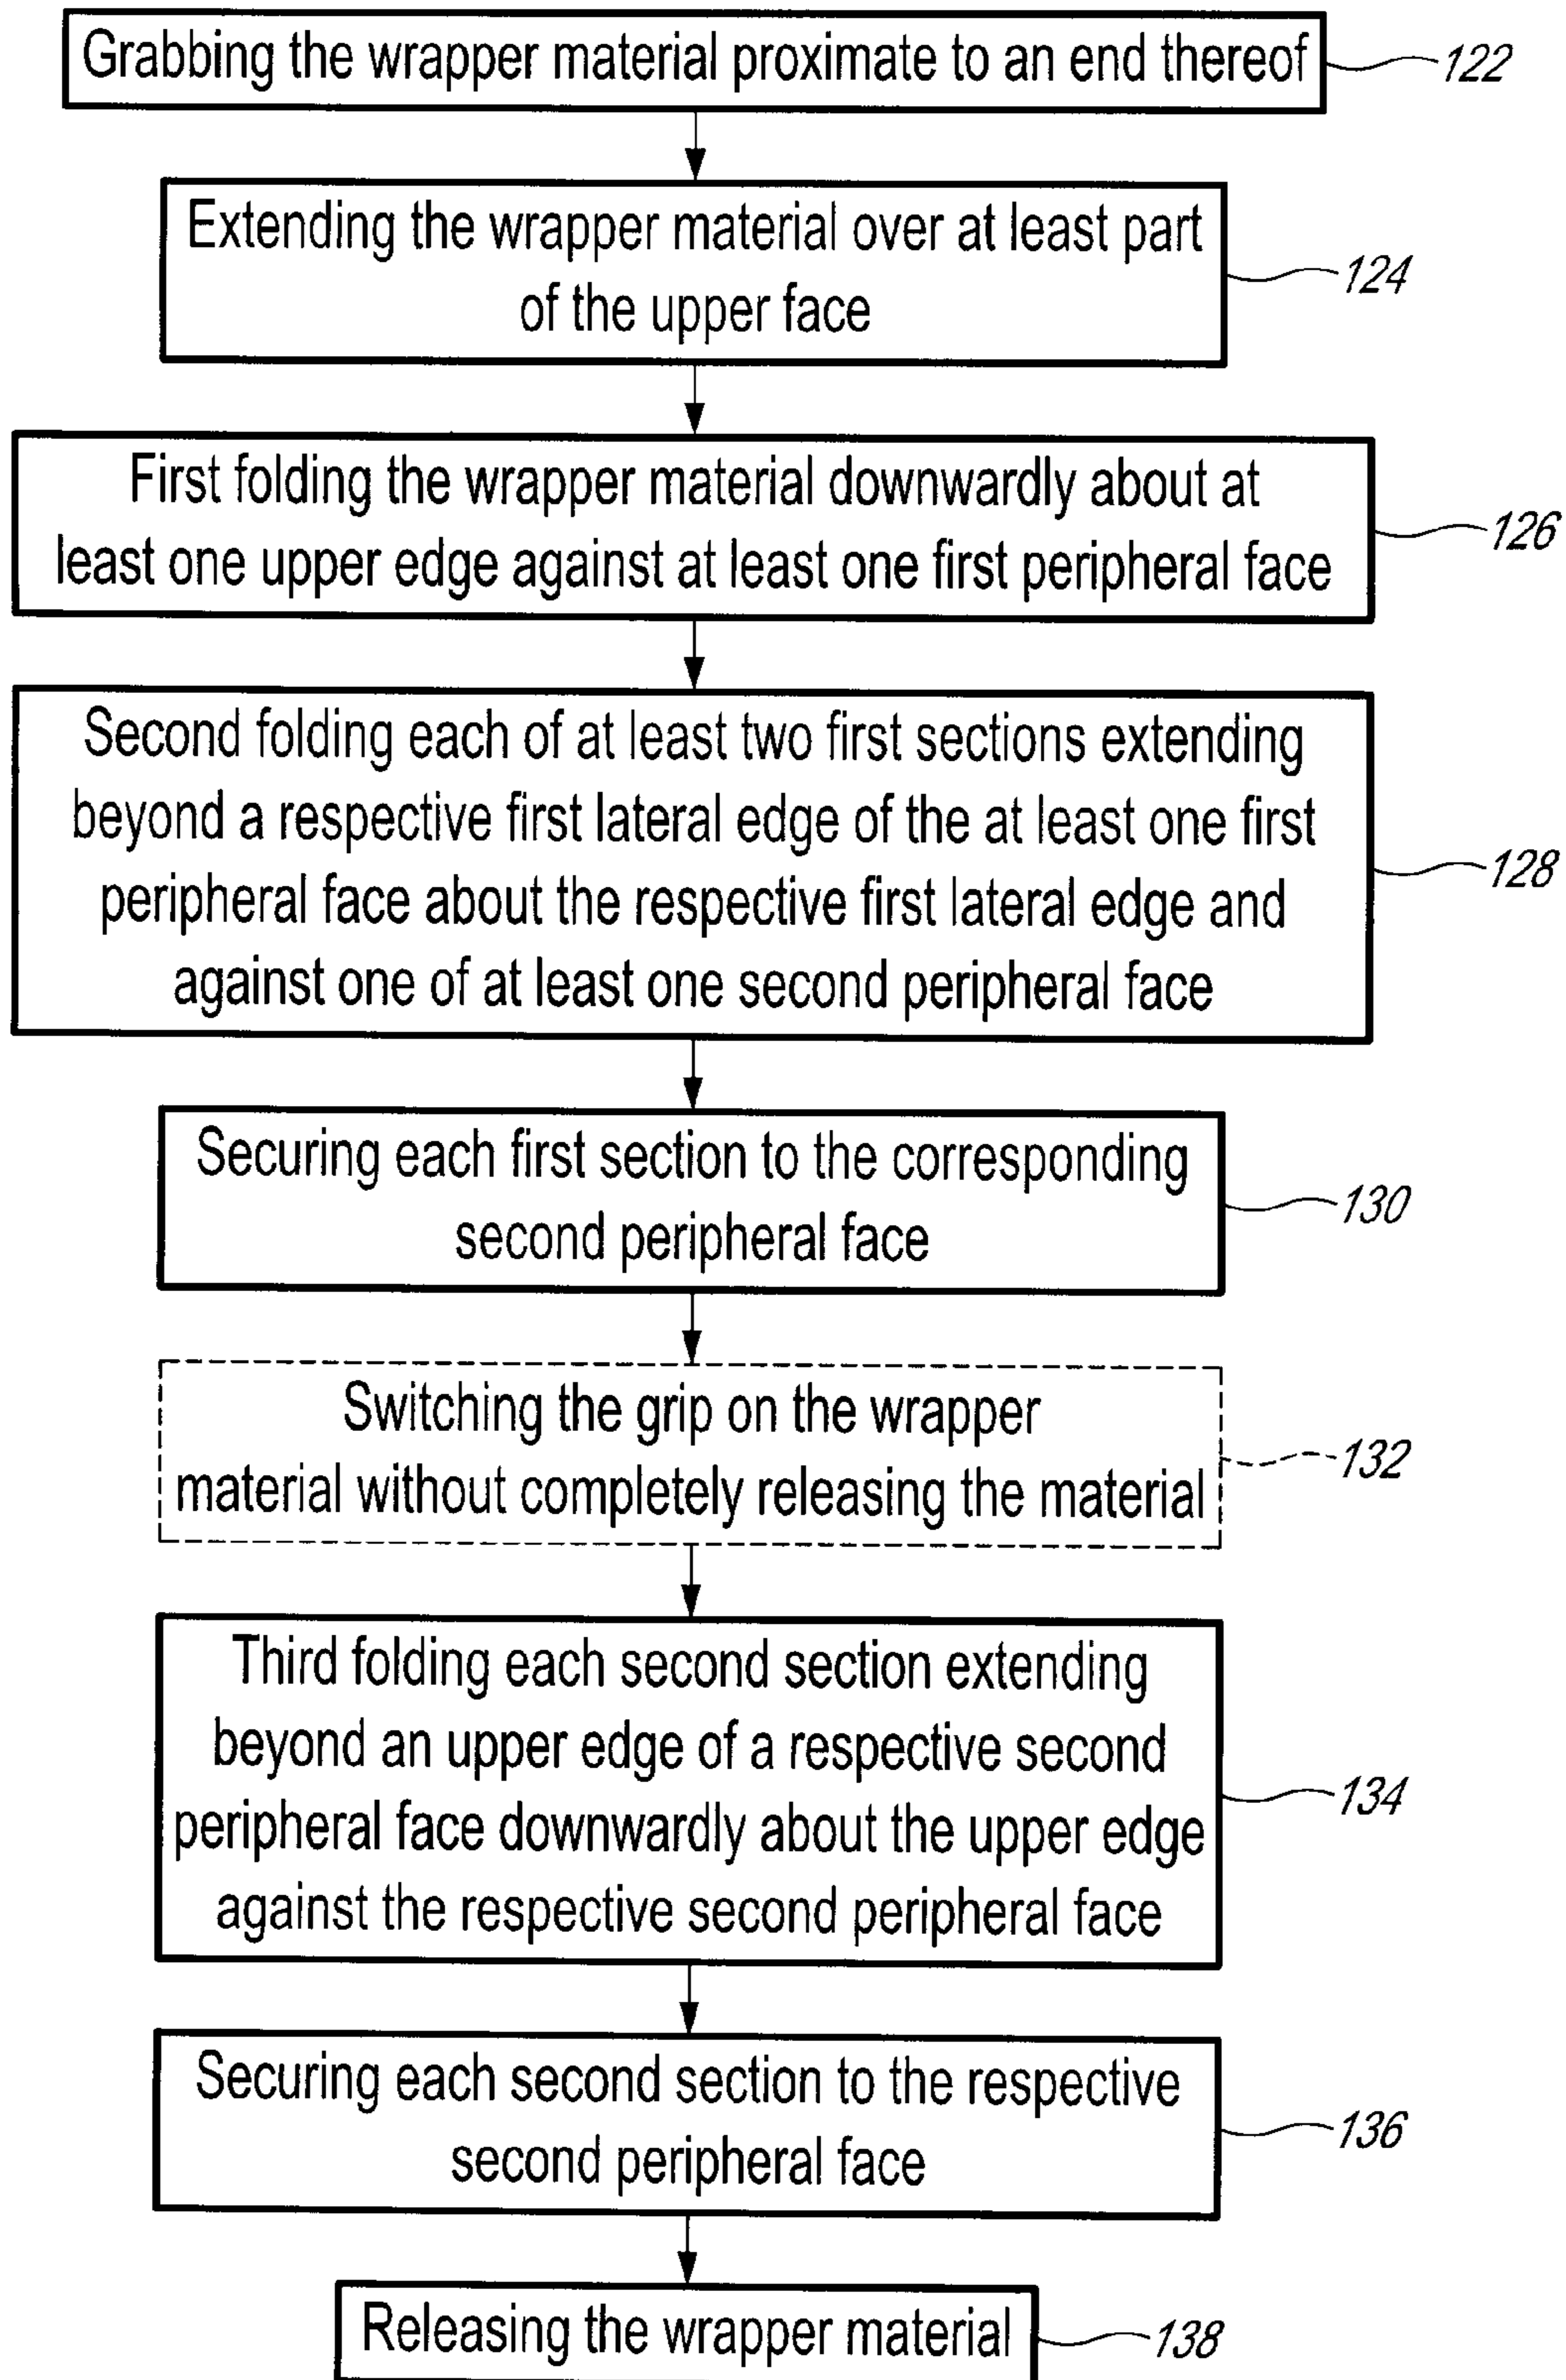 Grabbing the wrapper material proximate to an end thereof
122
Extending the wrapper material over at least part
of the upper face
124
First folding the wrapper material downwardly about at
least one upper edge against at least one first peripheral face
126
Second folding each of at least two first sections extending
beyond a respective first lateral edge of the at least one first
peripheral face about the respective first lateral edge and
against one of at least one second peripheral face
128
Securing each first section to the corresponding
second peripheral face
130
Switching the grip on the wrapper
material without completely releasing the material
132
Third folding each second section extending
beyond an upper edge of a respective second
peripheral face downwardly about the upper edge
against the respective second peripheral face
134
Securing each second section to the respective
second peripheral face
136
Releasing the wrapper material
138